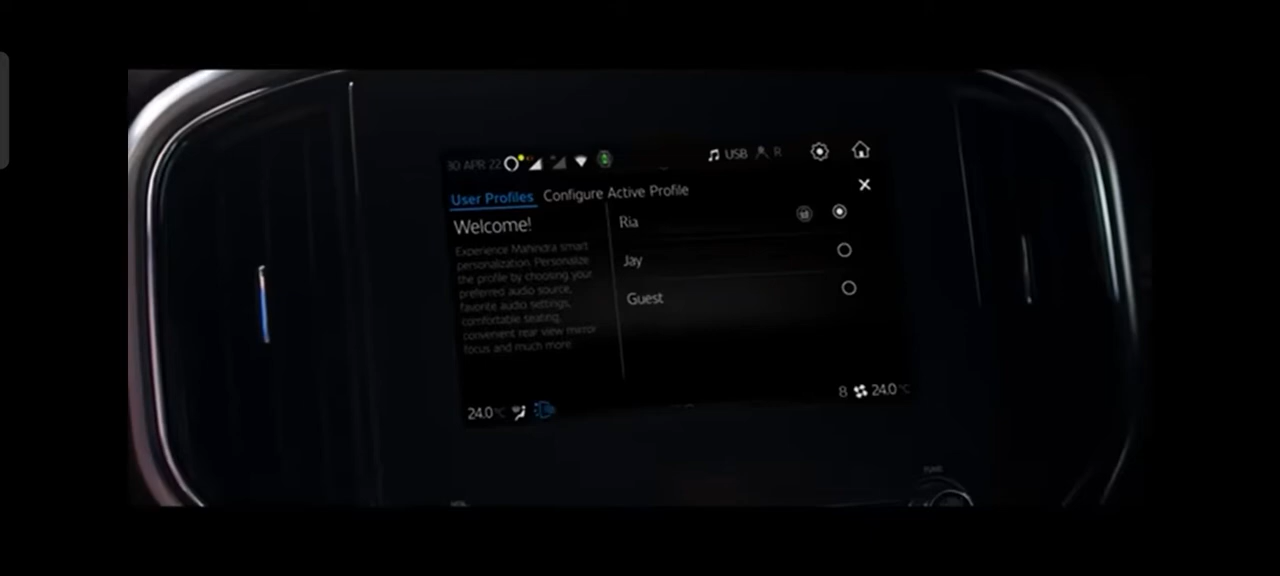 30 APR 22
USB R
User Profiles Configure Active Profile
Welcome!
Experience Mahindra smart
personalization. Personalize
the profile by choosing your
preferred audio source,
favorite audio settings,
comfortable seating,
convenient rear view mirror
focus and much more
Ria
Jay
Guest
24.0°C
8 24.0°C
TUNE